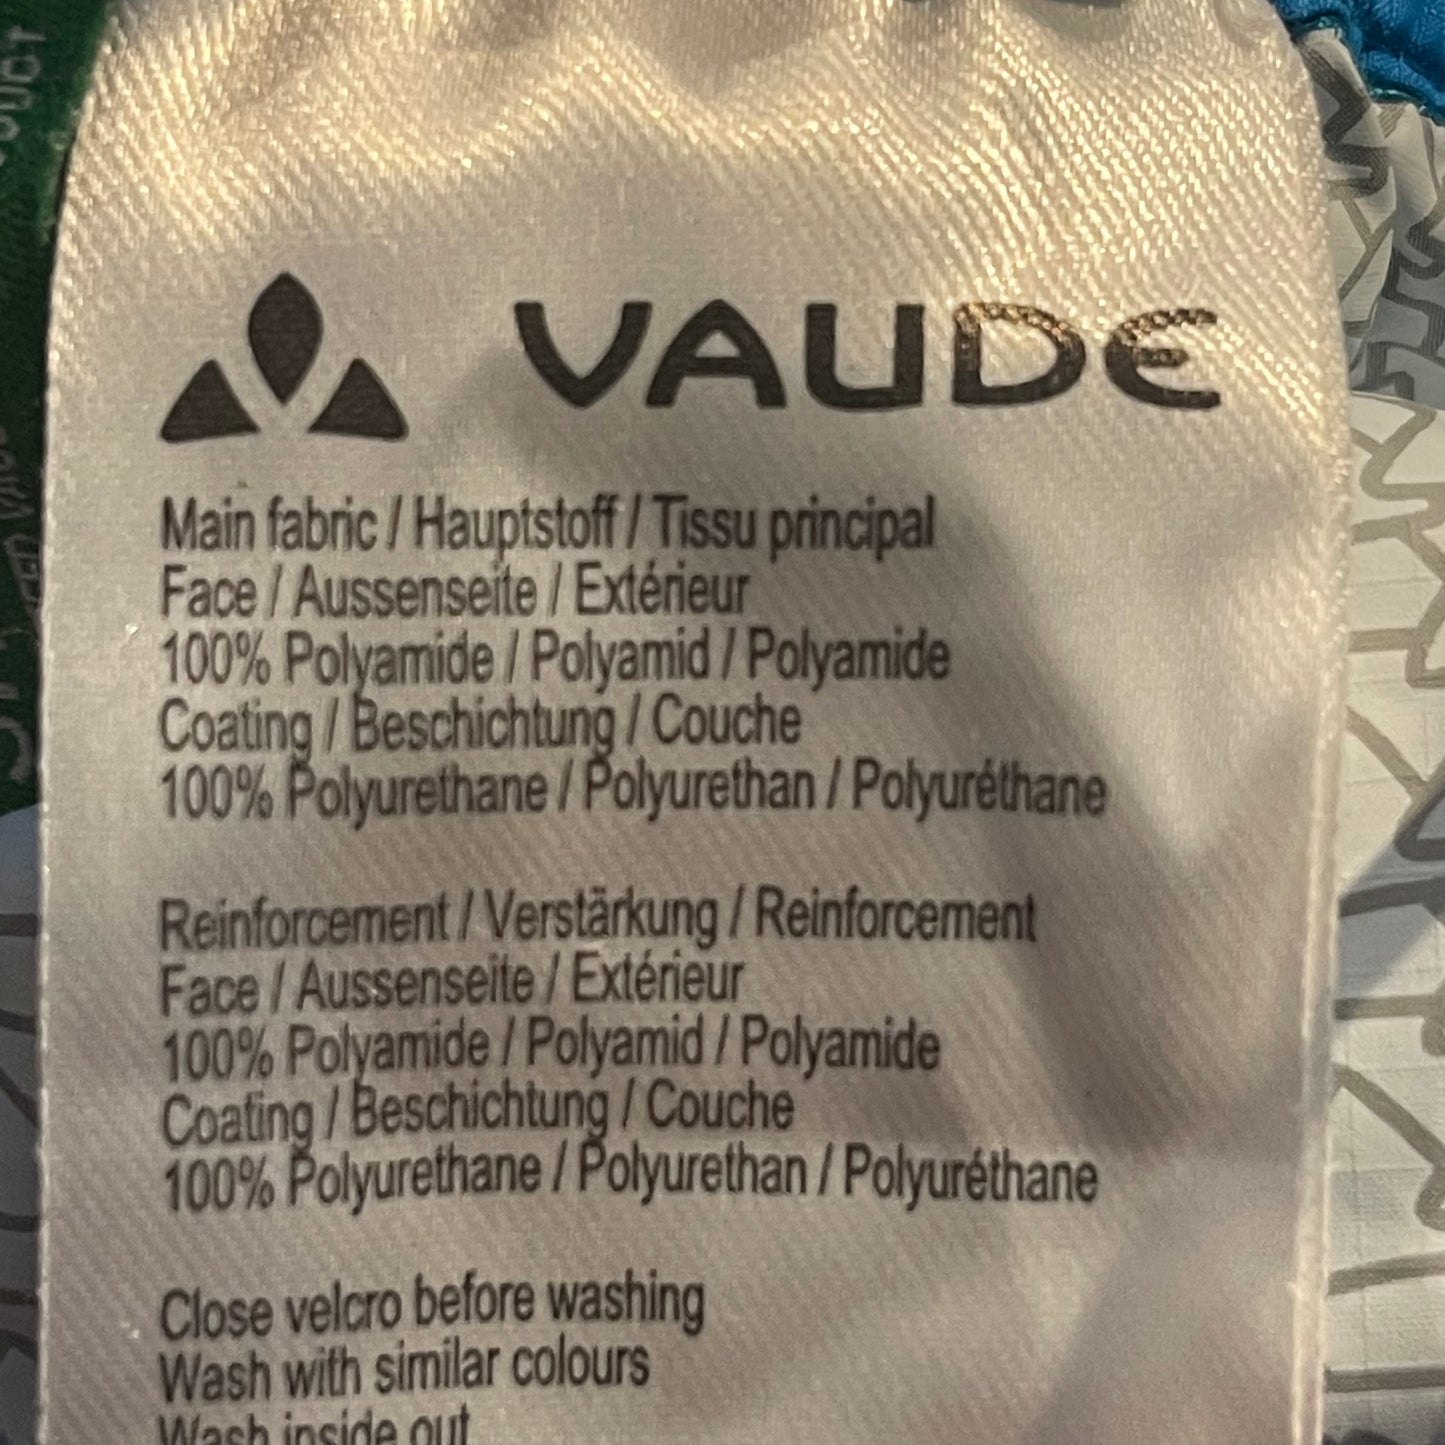 VAUDE
Main fabric / Hauptstoff / Tissu principal
Face / Aussenseite / Extérieur
100% Polyamide / Polyamid / Polyamide
Coating / Beschichtung / Couche
100% Polyurethane / Polyurethan / Polyuréthane
Reinforcement / Verstärkung / Reinforcement
Face / Aussenseite / Extérieur
100% Polyamide / Polyamid / Polyamide
Coating / Beschichtung / Couche
100% Polyurethane / Polyurethan / Polyuréthane
Close velcro before washing
Wash with similar colours
Wash inside out